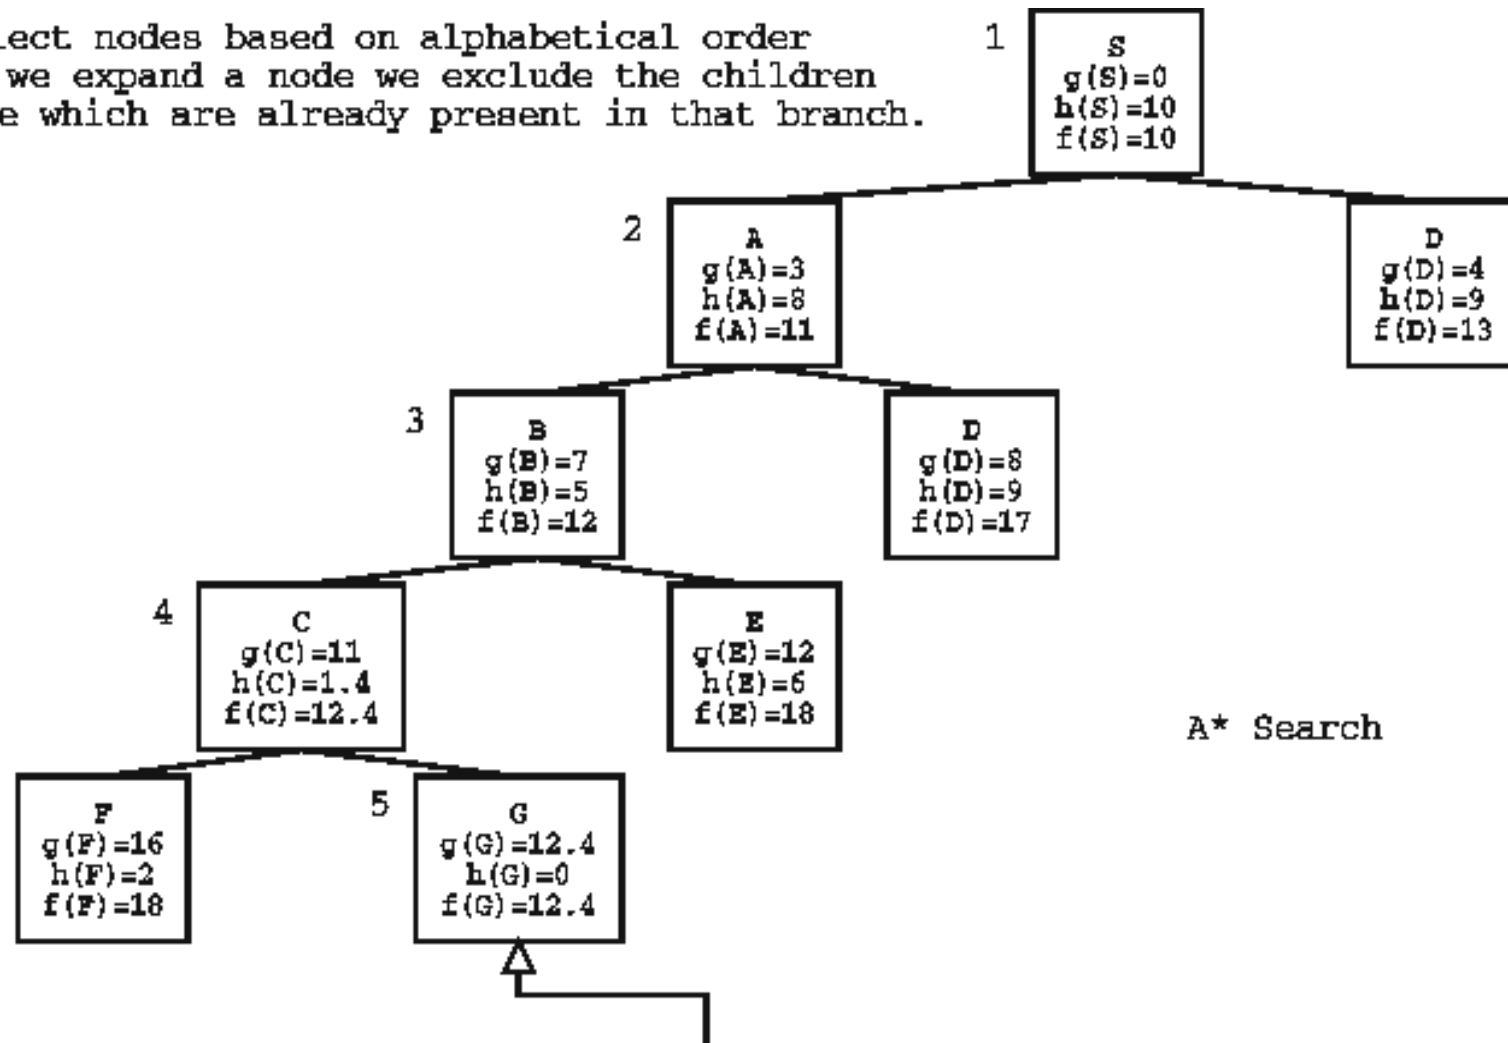 lect nodes based on alphabetical order
we expand a node we exclude the children
e which are already present in that branch.
1
S
g(S)=0
h(S)=10
f(S)=10
2
A
g(A)=3
h(A)=8
f(A)=11
D
g(D)=4
h(D)=9
f(D)=13
3
B
g(B)=7
h(B)=5
f(B)=12
D
g(D)=8
h(D)=9
f(D)=17
4
C
g(C)=11
h(C)=1.4
f(C)=12.4
E
g(E)=12
h(E)=6
f(E)=18
A* Search
F
g(F)=16
h(F)=2
f(F)=18
5
G
g(G)=12.4
h(G)=0
f(G)=12.4